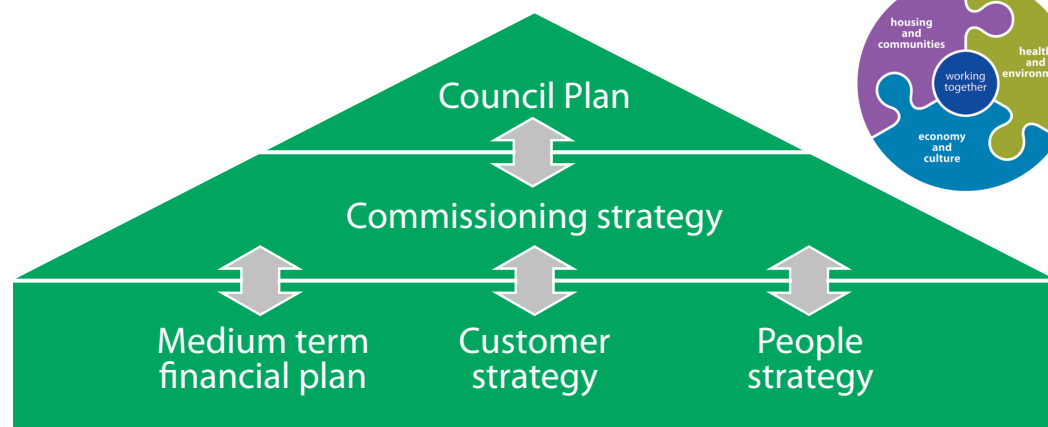 housing
and
communities
and
working
together
economy
and
culture
Council Plan
Commissioning strategy
Medium term
financial plan
Customer
strategy
People
strategy